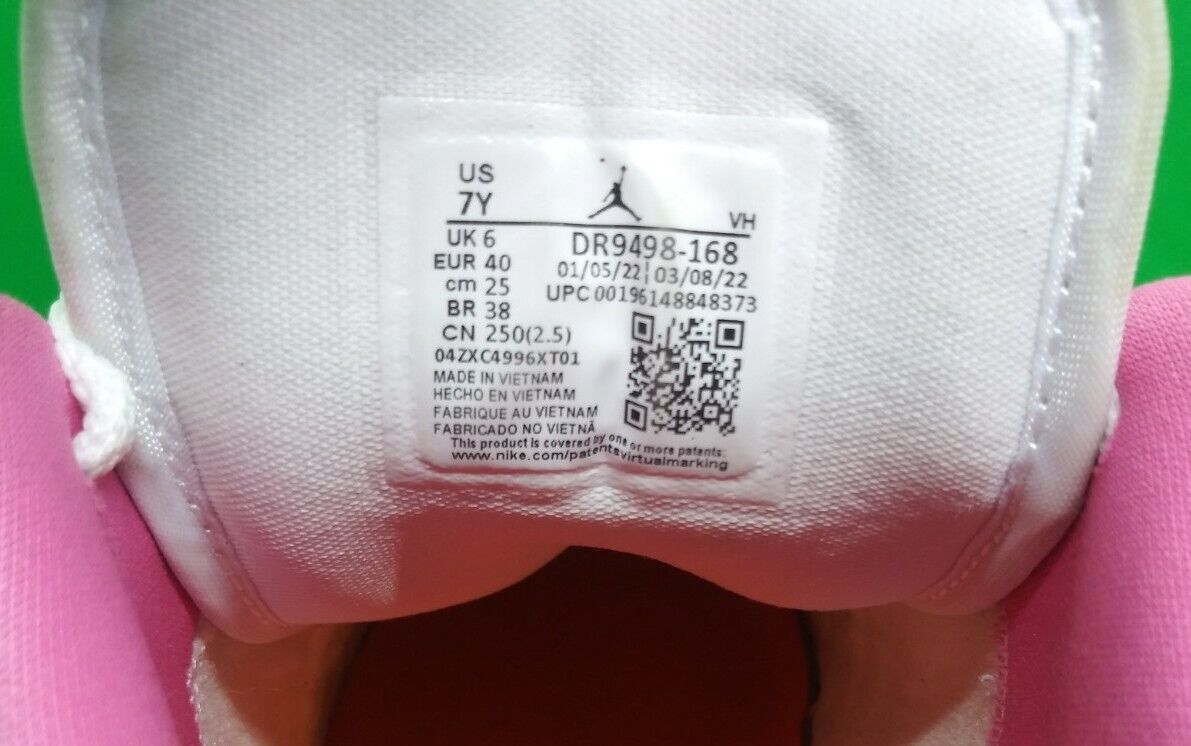 US
7Y
VH
UK 6
DR9498-168
EUR 40
01/05/22 | 03/08/22
cm 25
UPC 00196148848373
BR 38
CN 250(2.5)
04ZXC4996XT01
MADE IN VIETNAM
HECHO EN VIETNAM
FABRIQUE AU VIETNAM
FABRICADO NO VIETNÃ
This product is covered by one or more patents:
www.nike.com/patentsvirtualmarking